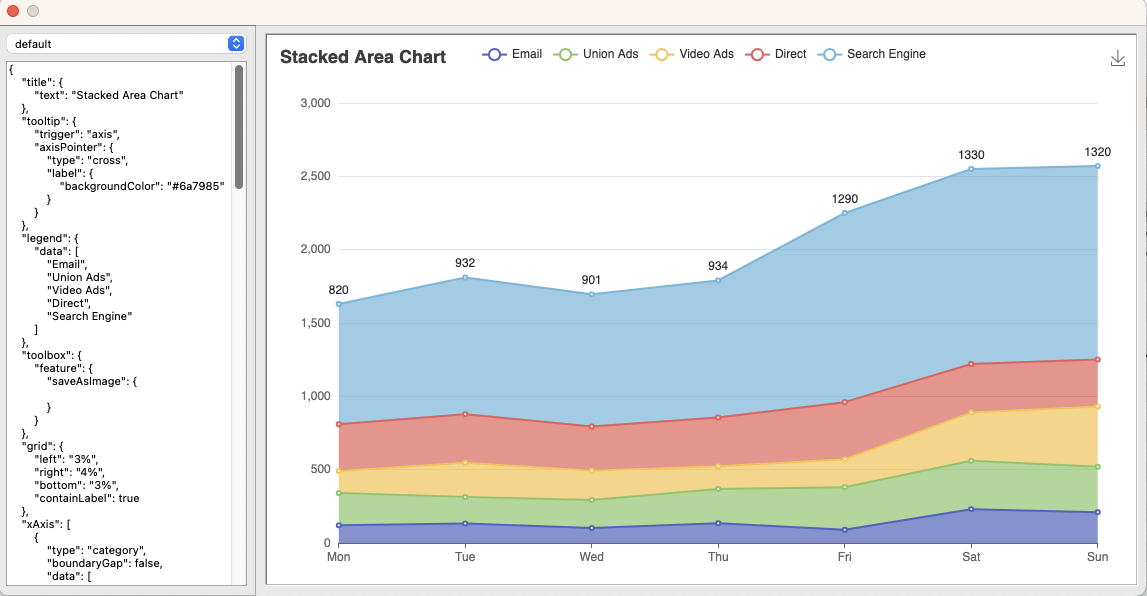 default
{
"title": {
"text": "Stacked Area Chart"
},
"tooltip": {
"trigger": "axis",
"axisPointer": {
"type": "cross",
"label": {
"backgroundColor": "#6a7985"
}
}
},
"legend": {
"data": [
"Email",
"Union Ads",
"Video Ads",
"Direct",
"Search Engine"
]
},
"toolbox": {
"feature": {
"saveAsImage": {
}
}
},
"grid": {
"left": "3%",
"right": "4%",
"bottom": "3%",
"containLabel": true
},
"xAxis": [
{
"type": "category",
"boundaryGap": false,
"data": [
Stacked Area Chart
Email Union Ads Video Ads Direct Search Engine
3,000
2,500
2,000
1,500
1,000
500
0
820 932 901 934 1290 1330 1320
Mon Tue Wed Thu Fri Sat Sun